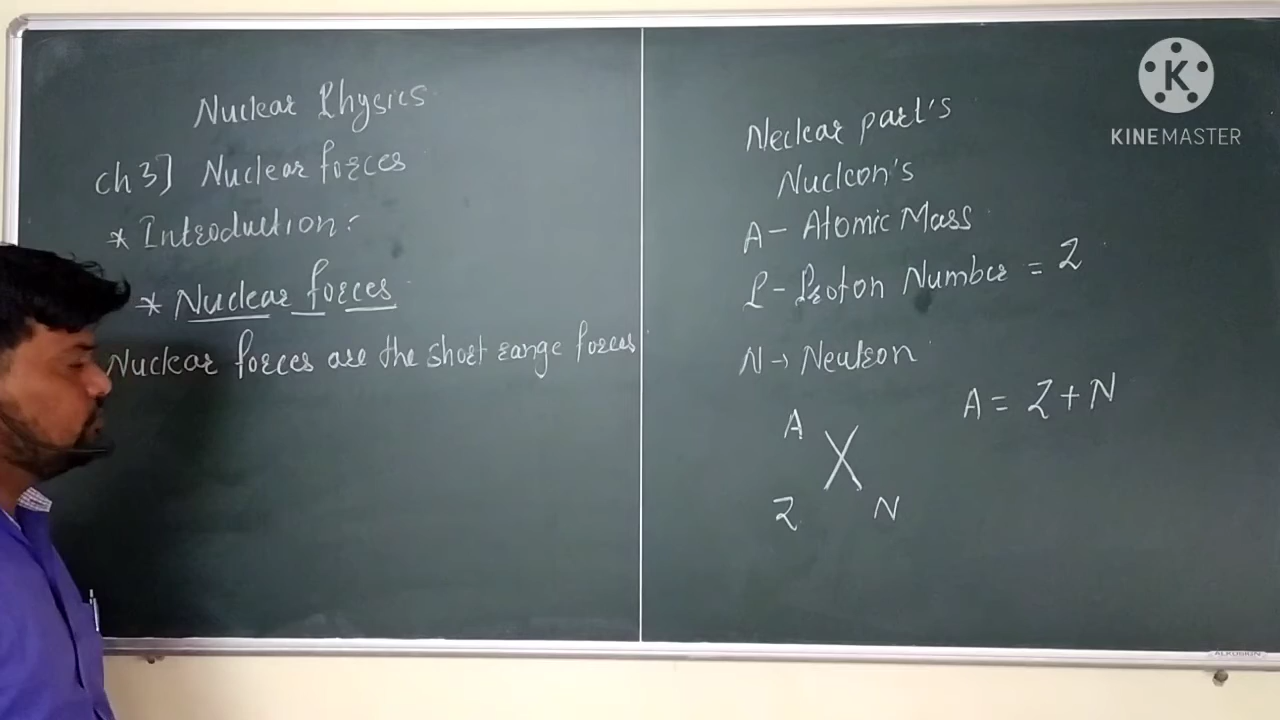 Nuclear Physics
ch 3] Nuclear forces
* Introduction:
* Nuclear forces
Nuclear forces are the short range forces
Neclear part's
Nucleon's
A - Atomic Mass
P - Proton Number = Z
N → Neutron
A = Z + N
A
X
Z N
K
KINEMASTER